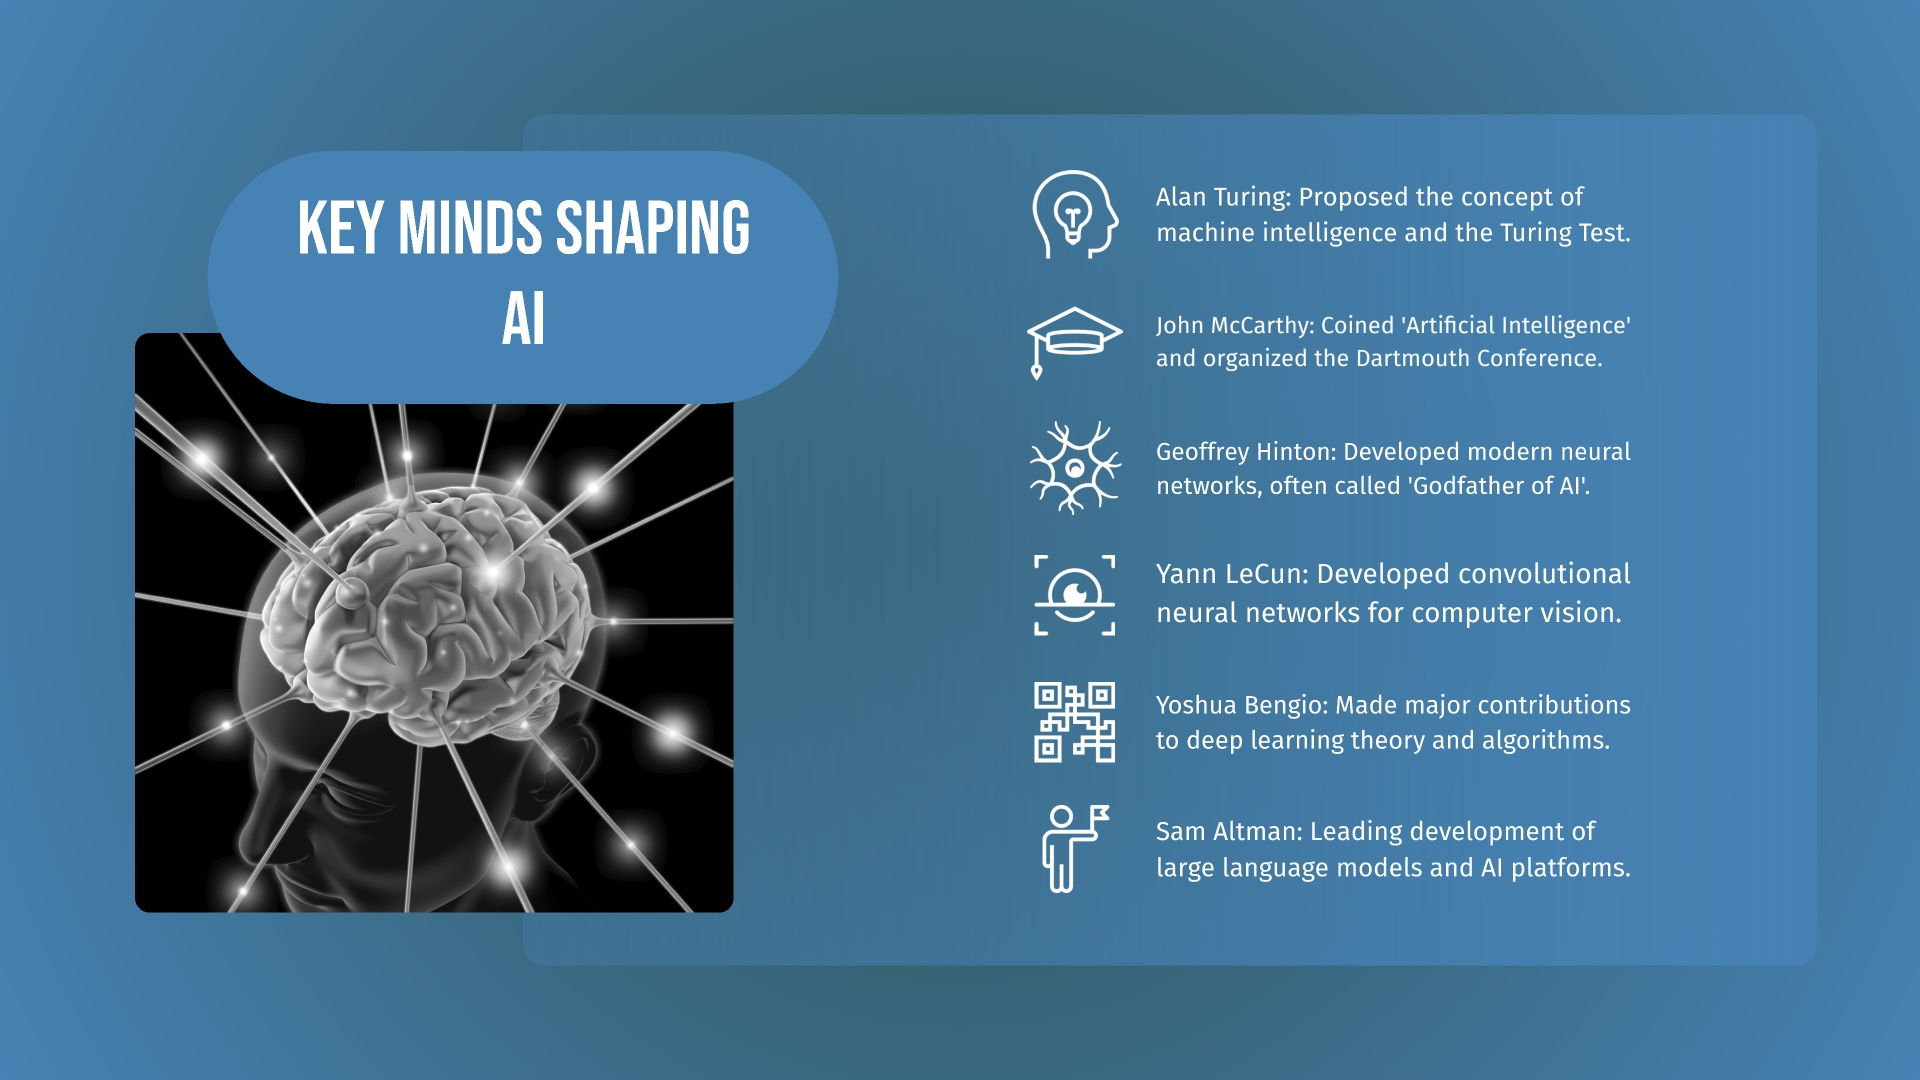 KEY MINDS SHAPING
AI
Alan Turing: Proposed the concept of
machine intelligence and the Turing Test.
John McCarthy: Coined 'Artificial Intelligence'
and organized the Dartmouth Conference.
Geoffrey Hinton: Developed modern neural
networks, often called 'Godfather of AI'.
Yann LeCun: Developed convolutional
neural networks for computer vision.
Yoshua Bengio: Made major contributions
to deep learning theory and algorithms.
Sam Altman: Leading development of
large language models and AI platforms.